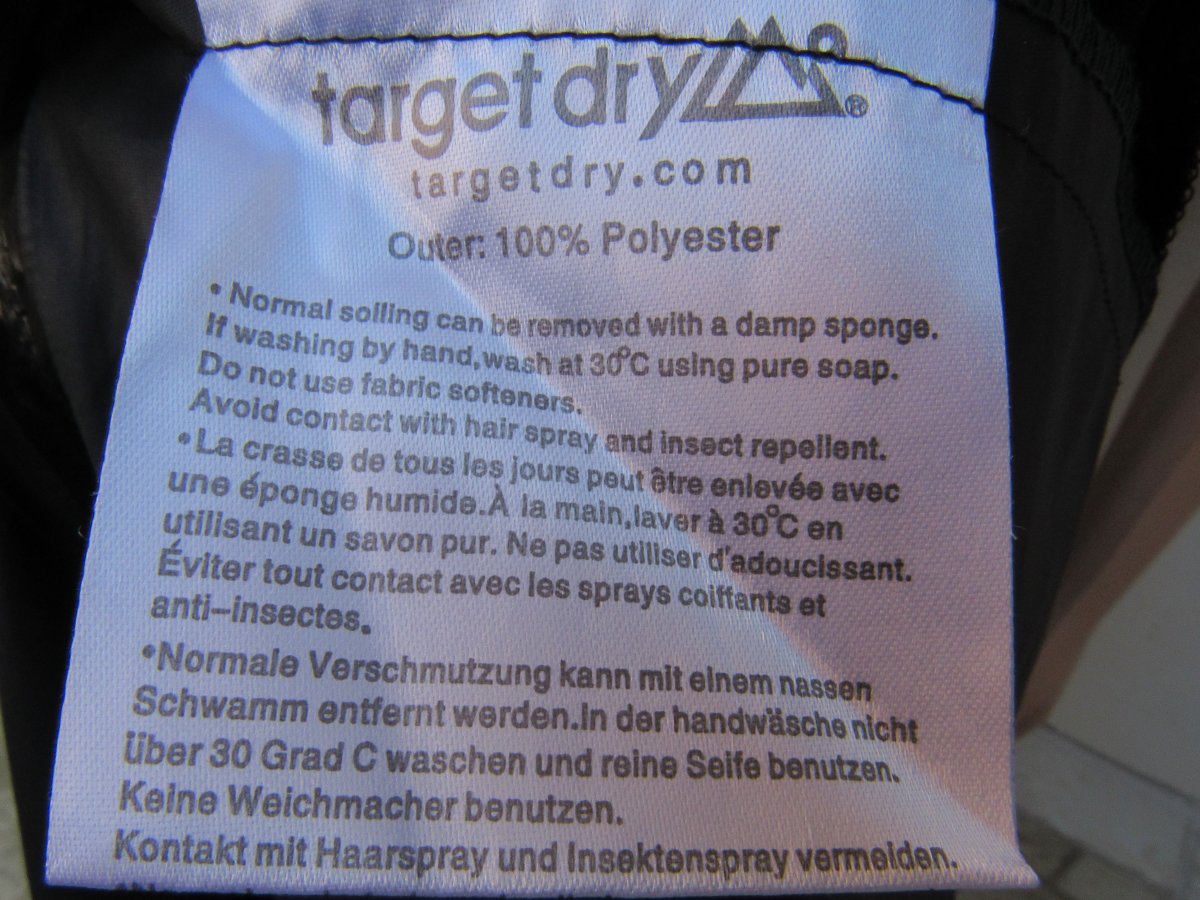 target dry ®
targetdry.com
Outer: 100% Polyester
• Normal soiling can be removed with a damp sponge.
If washing by hand,wash at 30°C using pure soap.
Do not use fabric softeners.
Avoid contact with hair spray and insect repellent.
•La crasse de tous les jours peut être enlevée avec
une éponge humide.À la main,laver à 30°C en
utilisant un savon pur. Ne pas utiliser d'adoucissant.
Éviter tout contact avec les sprays coiffants et
anti-insectes.
•Normale Verschmutzung kann mit einem nassen
Schwamm entfernt werden.In der handwäsche nicht
über 30 Grad C waschen und reine Seife benutzen.
Keine Weichmacher benutzen.
Kontakt mit Haarspray und Insektenspray vermeiden.